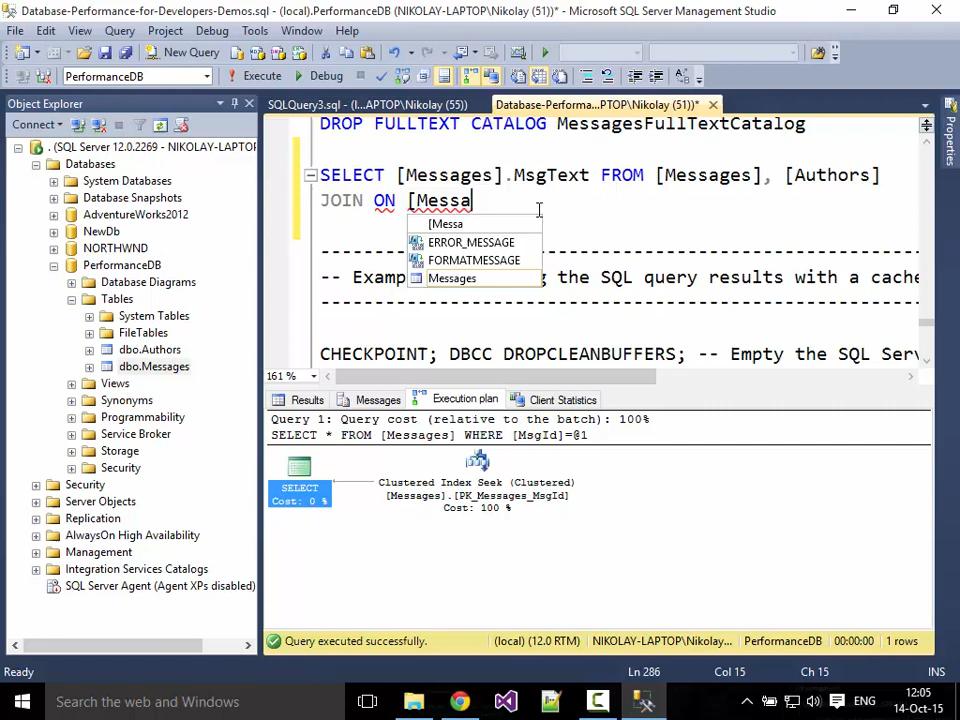 Database-Performance-for-Developers-Demos.sql - (local).PerformanceDB (NIKOLAY-LAPTOP\Nikolay (51))* - Microsoft SQL Server Management Studio
File Edit View Query Project Debug Tools Window Help
New Query
PerformanceDB Execute Debug
Object Explorer
Connect
. (SQL Server 12.0.2269 - NIKOLAY-LAPTO
Databases
System Databases
Database Snapshots
AdventureWorks2012
NewDb
NORTHWND
PerformanceDB
Database Diagrams
Tables
System Tables
FileTables
dbo.Authors
dbo.Messages
Views
Synonyms
Programmability
Service Broker
Storage
Security
Security
Server Objects
Replication
AlwaysOn High Availability
Management
Integration Services Catalogs
SQL Server Agent (Agent XPs disabled)
SQLQuery3.sql - (l...APTOP\Nikolay (55)) Database-Performa...PTOP\Nikolay (51))*
DROP FULLTEXT CATALOG MessagesFullTextCatalog
SELECT [Messages].MsgText FROM [Messages], [Authors]
JOIN ON [Messa
[Messa
ERROR_MESSAGE
FORMATMESSAGE
Messages
-- Examp g the SQL query results with a cache
CHECKPOINT; DBCC DROPCLEANBUFFERS; -- Empty the SQL Serv
161 %
Results Messages Execution plan Client Statistics
Query 1: Query cost (relative to the batch): 100%
SELECT * FROM [Messages] WHERE [MsgId]=@1
SELECT
Cost: 0 %
Clustered Index Seek (Clustered)
[Messages].[PK_Messages_MsgId]
Cost: 100 %
Query executed successfully. (local) (12.0 RTM) NIKOLAY-LAPTOP\Nikolay... PerformanceDB 00:00:00 1 rows
Properties
Ready Ln 286 Col 15 Ch 15 INS
Search the web and Windows
ENG
12:05
14-Oct-15